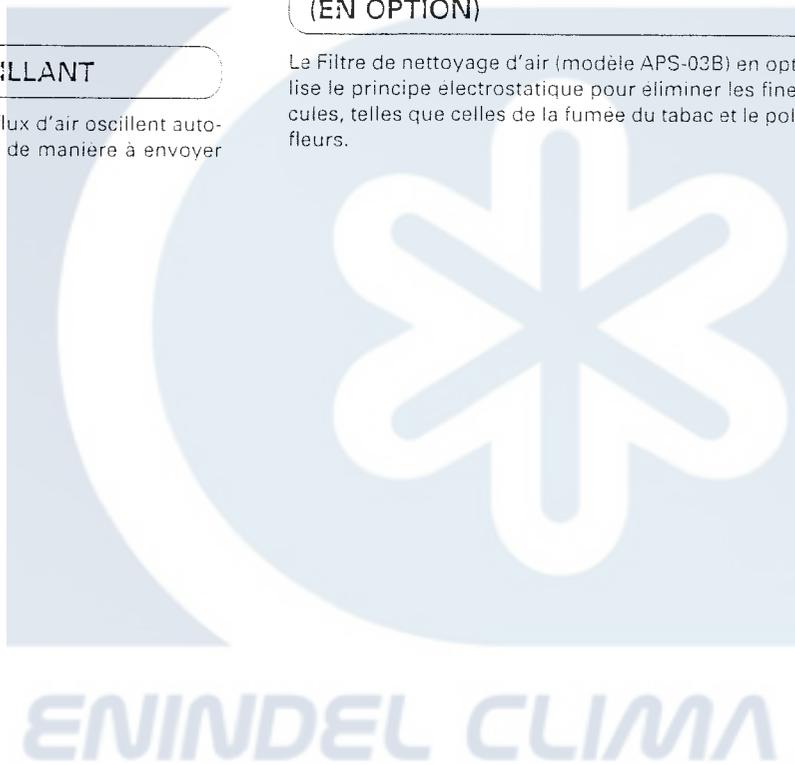 (EN OPTION)
Le Filtre de nettoyage d'air (modèle APS-03B) en opt
lise le principe électrostatique pour éliminer les fine
cules, telles que celles de la fumée du tabac et le pol
fleurs.
LLANT
lux d'air oscillent auto-
de manière à envoyer
ENINDEL CLIMA